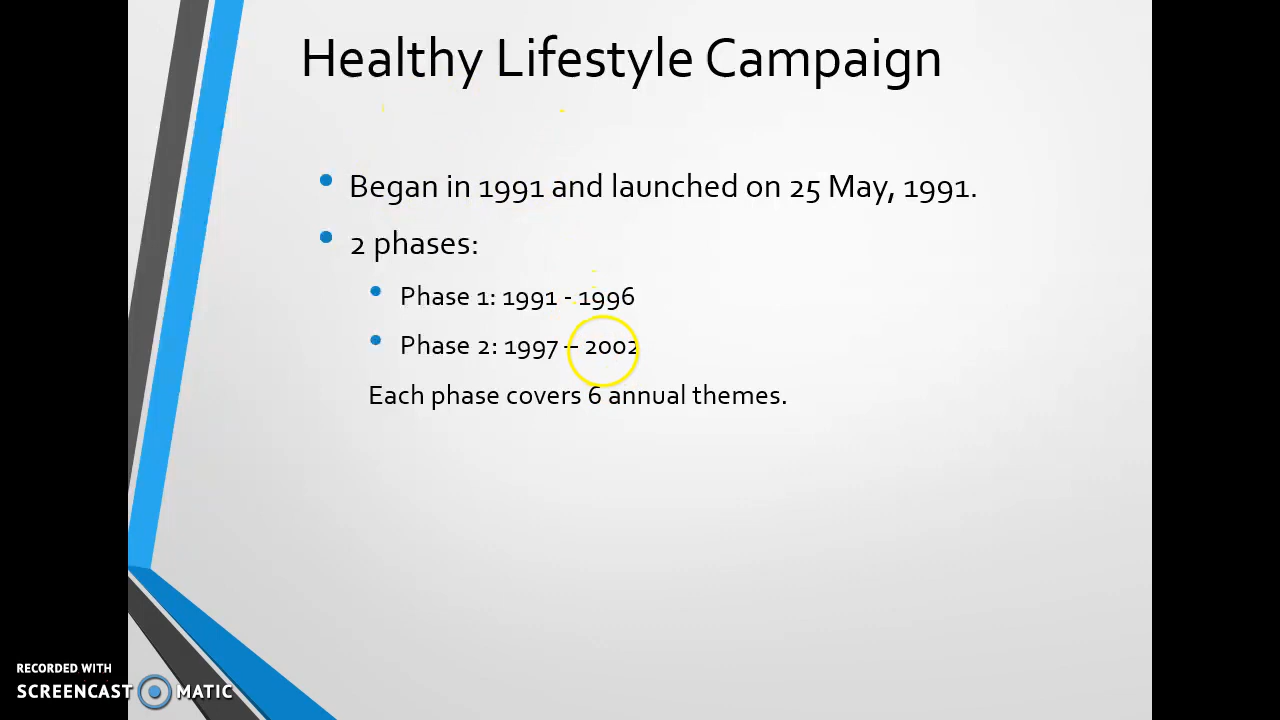 Healthy Lifestyle Campaign
Began in 1991 and launched on 25 May, 1991.
2 phases:
Phase 1: 1991 - 1996
Phase 2: 1997 – 2002
Each phase covers 6 annual themes.
RECORDED WITH
SCREENCAST MATIC